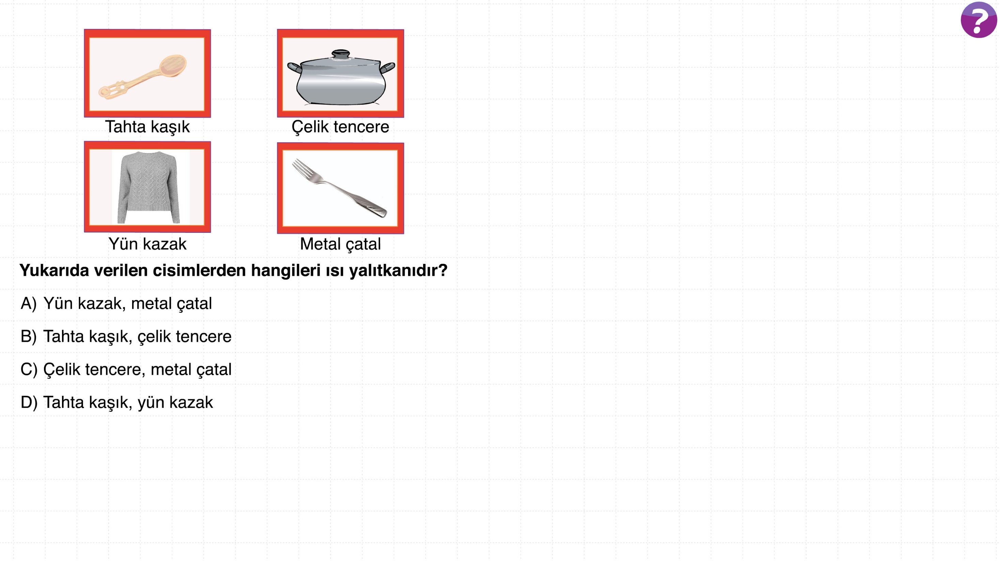 Tahta kaşık
Çelik tencere
Yün kazak
Metal çatal
Yukarıda verilen cisimlerden hangileri ısı yalıtkanıdır?
A) Yün kazak, metal çatal
B) Tahta kaşık, çelik tencere
C) Çelik tencere, metal çatal
D) Tahta kaşık, yün kazak
?